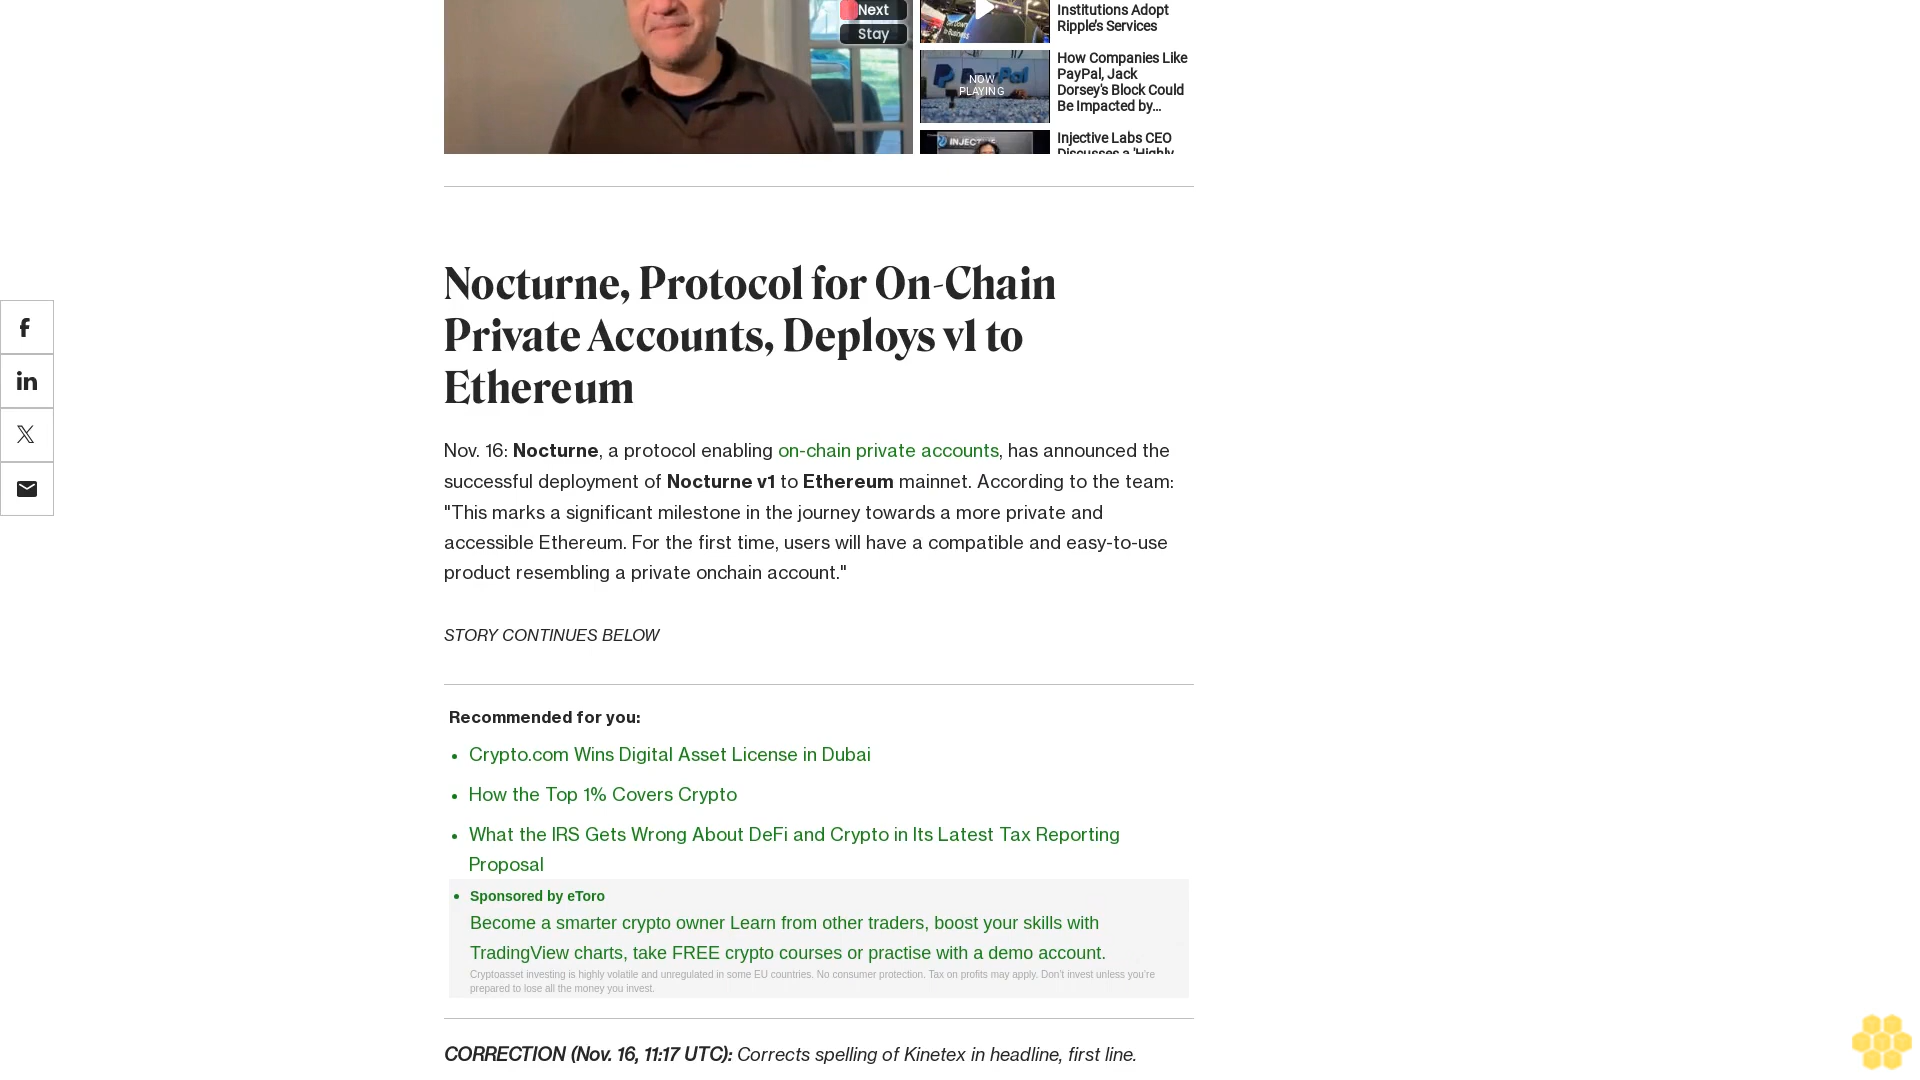 Next
Stay
Institutions Adopt
Ripple's Services
NOW
PLAYING
PayPal
How Companies Like
PayPal, Jack
Dorsey's Block Could
Be Impacted by...
INJECTIVE
Injective Labs CEO
Discusses a 'Highly
Nocturne, Protocol for On-Chain
Private Accounts, Deploys v1 to
Ethereum
Nov. 16: Nocturne, a protocol enabling on-chain private accounts, has announced the
successful deployment of Nocturne v1 to Ethereum mainnet. According to the team:
"This marks a significant milestone in the journey towards a more private and
accessible Ethereum. For the first time, users will have a compatible and easy-to-use
product resembling a private onchain account."
STORY CONTINUES BELOW
Recommended for you:
• Crypto.com Wins Digital Asset License in Dubai
• How the Top 1% Covers Crypto
• What the IRS Gets Wrong About DeFi and Crypto in Its Latest Tax Reporting
Proposal
• Sponsored by eToro
Become a smarter crypto owner Learn from other traders, boost your skills with
TradingView charts, take FREE crypto courses or practise with a demo account.
Cryptoasset investing is highly volatile and unregulated in some EU countries. No consumer protection. Tax on profits may apply. Don't invest unless you're
prepared to lose all the money you invest.
CORRECTION (Nov. 16, 11:17 UTC): Corrects spelling of Kinetex in headline, first line.